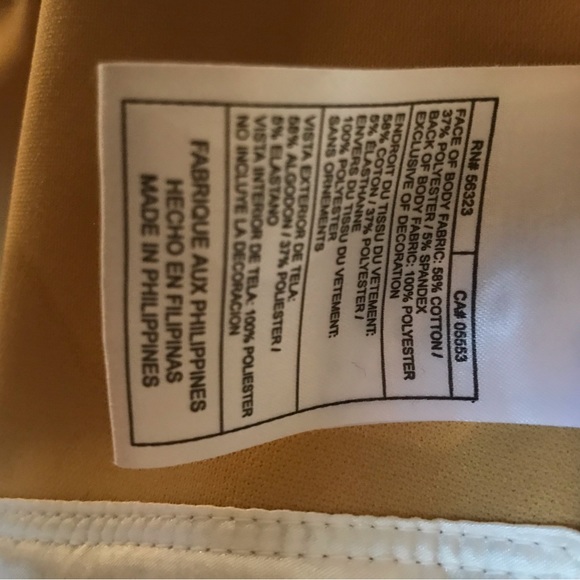 RN# 56323 CA# 05553
FACE OF BODY FABRIC: 58% COTTON /
37% POLYESTER / 5% SPANDEX
BACK OF BODY FABRIC: 100% POLYESTER
EXCLUSIVE OF DECORATION
ENDROIT DU TISSU DU VETEMENT:
58% COTON / 37% POLYESTER /
5% ELASTHANNE
ENVERS DU TISSU DU VETEMENT:
100% POLYESTER
SANS ORNEMENTS
VISTA EXTERIOR DE TELA:
58% ALGODON / 37% POLIESTER /
5% ELASTANO
VISTA INTERIOR DE TELA: 100% POLIESTER
NO INCLUYE LA DECORACION
FABRIQUE AUX PHILIPPINES
HECHO EN FILIPINAS
MADE IN PHILIPPINES